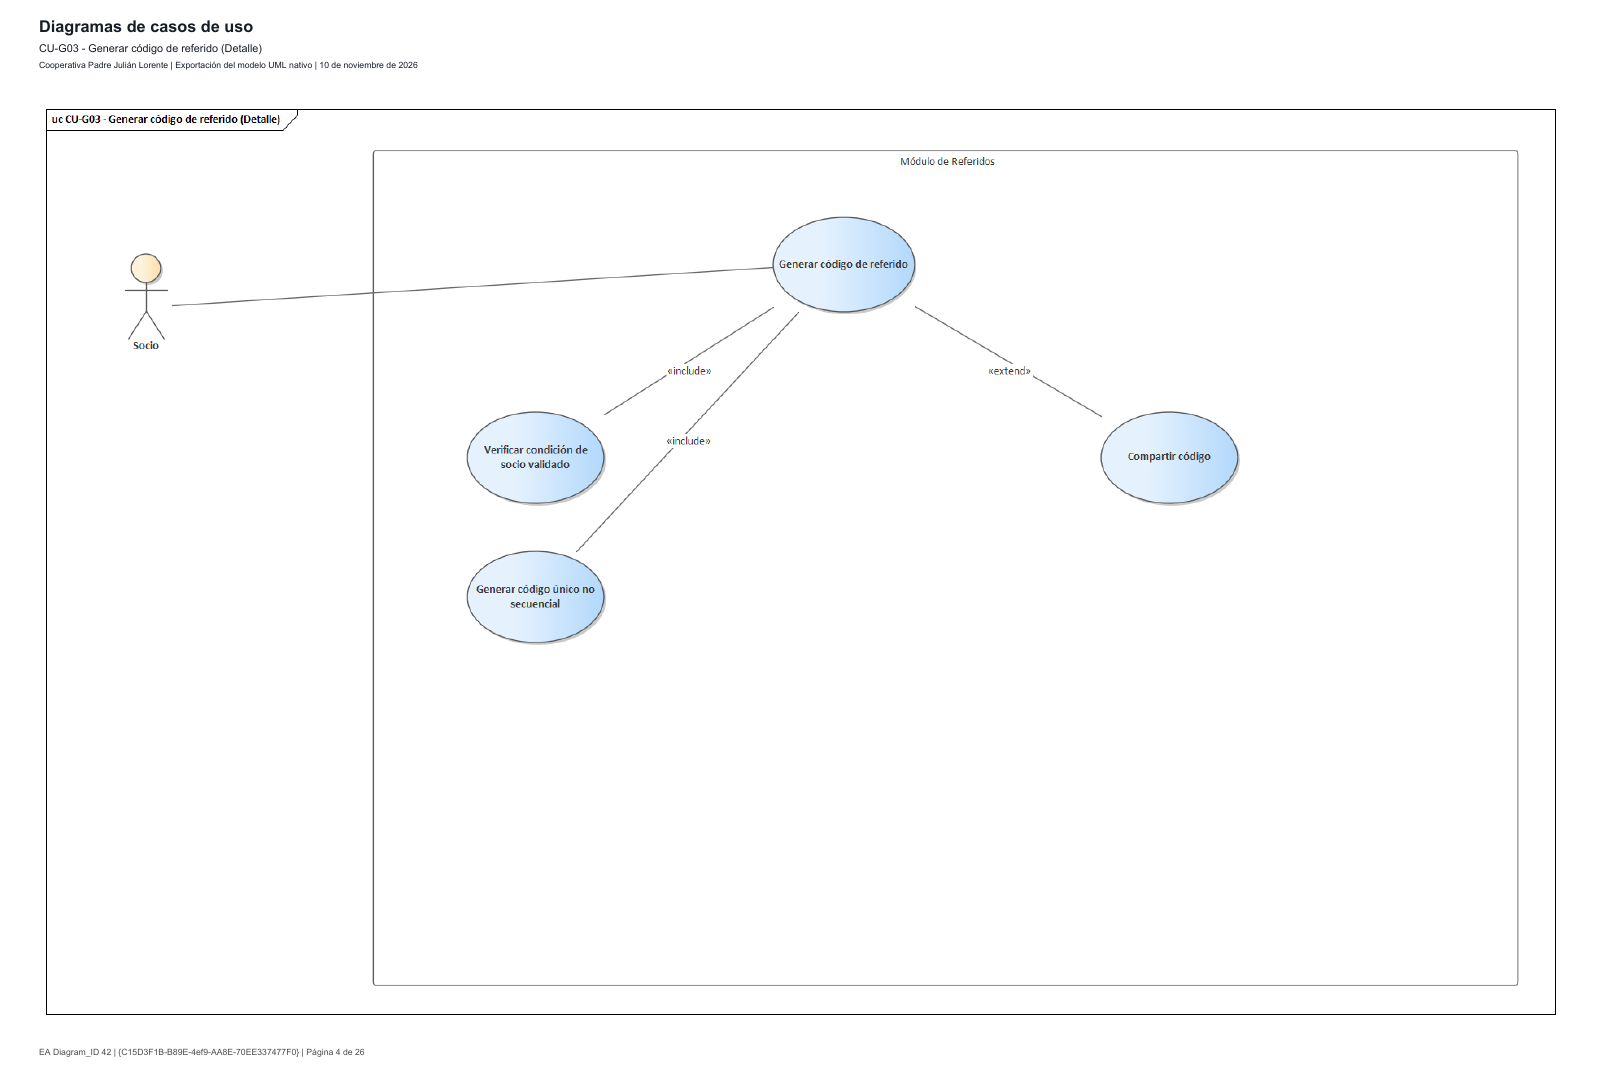 Diagramas de casos de uso
CU-G03 - Generar código de referido (Detalle)
Cooperativa Padre Julián Lorente | Exportación del modelo UML nativo | 10 de noviembre de 2026
uc CU-G03 - Generar código de referido (Detalle)
Módulo de Referidos
Generar código de referido
Socio
«include»
«extend»
«include»
Verificar condición de
socio validado
Compartir código
Generar código único no
secuencial
EA Diagram_ID 42 | {C15D3F1B-B89E-4ef9-AA8E-70EE337477F0} | Página 4 de 26